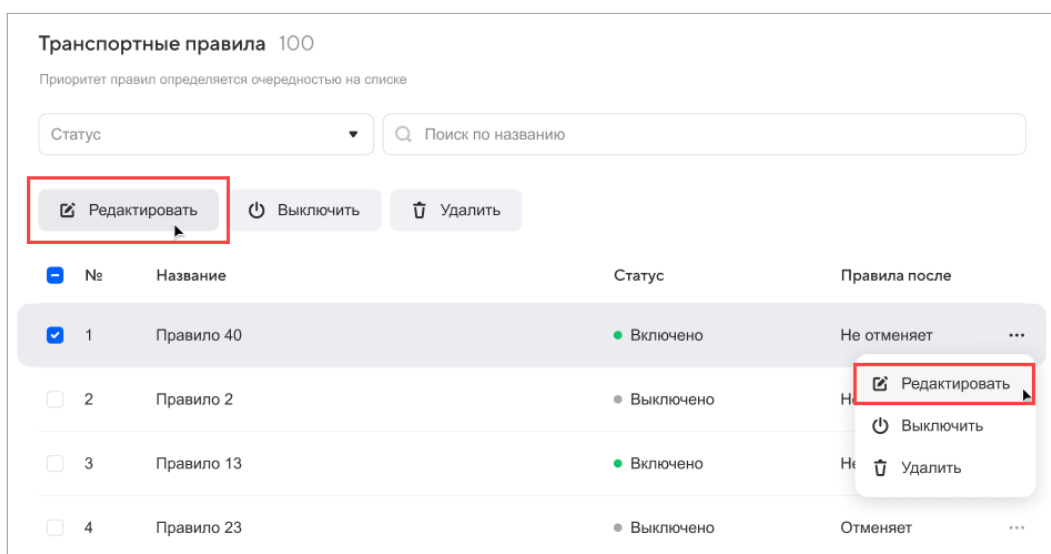 Транспортные правила 100
Приоритет правил определяется очередностью на списке
Статус Поиск по названию
Редактировать Выключить Удалить
№ Название Статус Правила после
1 Правило 40 Включено Не отменяет ...
Редактировать
2 Правило 2 Выключено
Выключить
3 Правило 13 Включено
Удалить
4 Правило 23 Выключено Отменяет ...